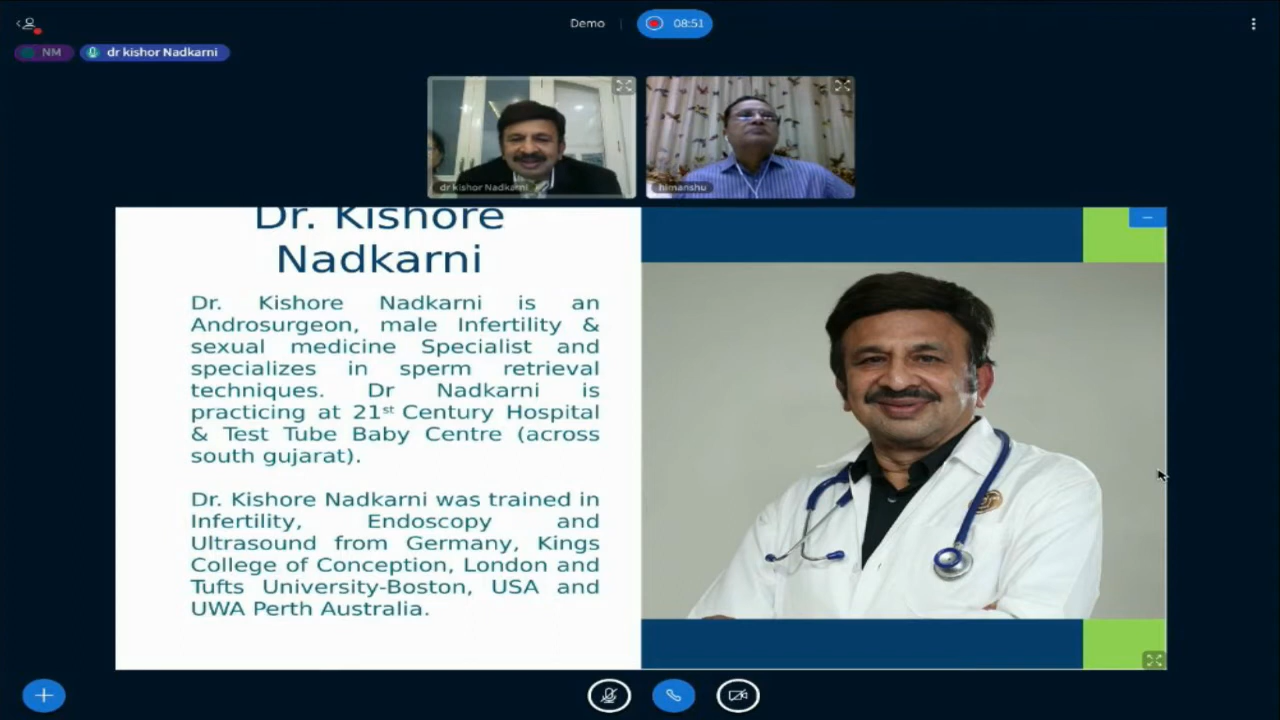 Demo
08:51
NM
dr kishor Nadkarni
dr kishor Nadkarni
himanshu
Dr. Kishore
Nadkarni
Dr. Kishore Nadkarni is an
Androsurgeon, male Infertility &
sexual medicine Specialist and
specializes in sperm retrieval
techniques. Dr Nadkarni is
practicing at 21st Century Hospital
& Test Tube Baby Centre (across
south gujarat).
Dr. Kishore Nadkarni was trained in
Infertility, Endoscopy and
Ultrasound from Germany, Kings
College of Conception, London and
Tufts University-Boston, USA and
UWA Perth Australia.